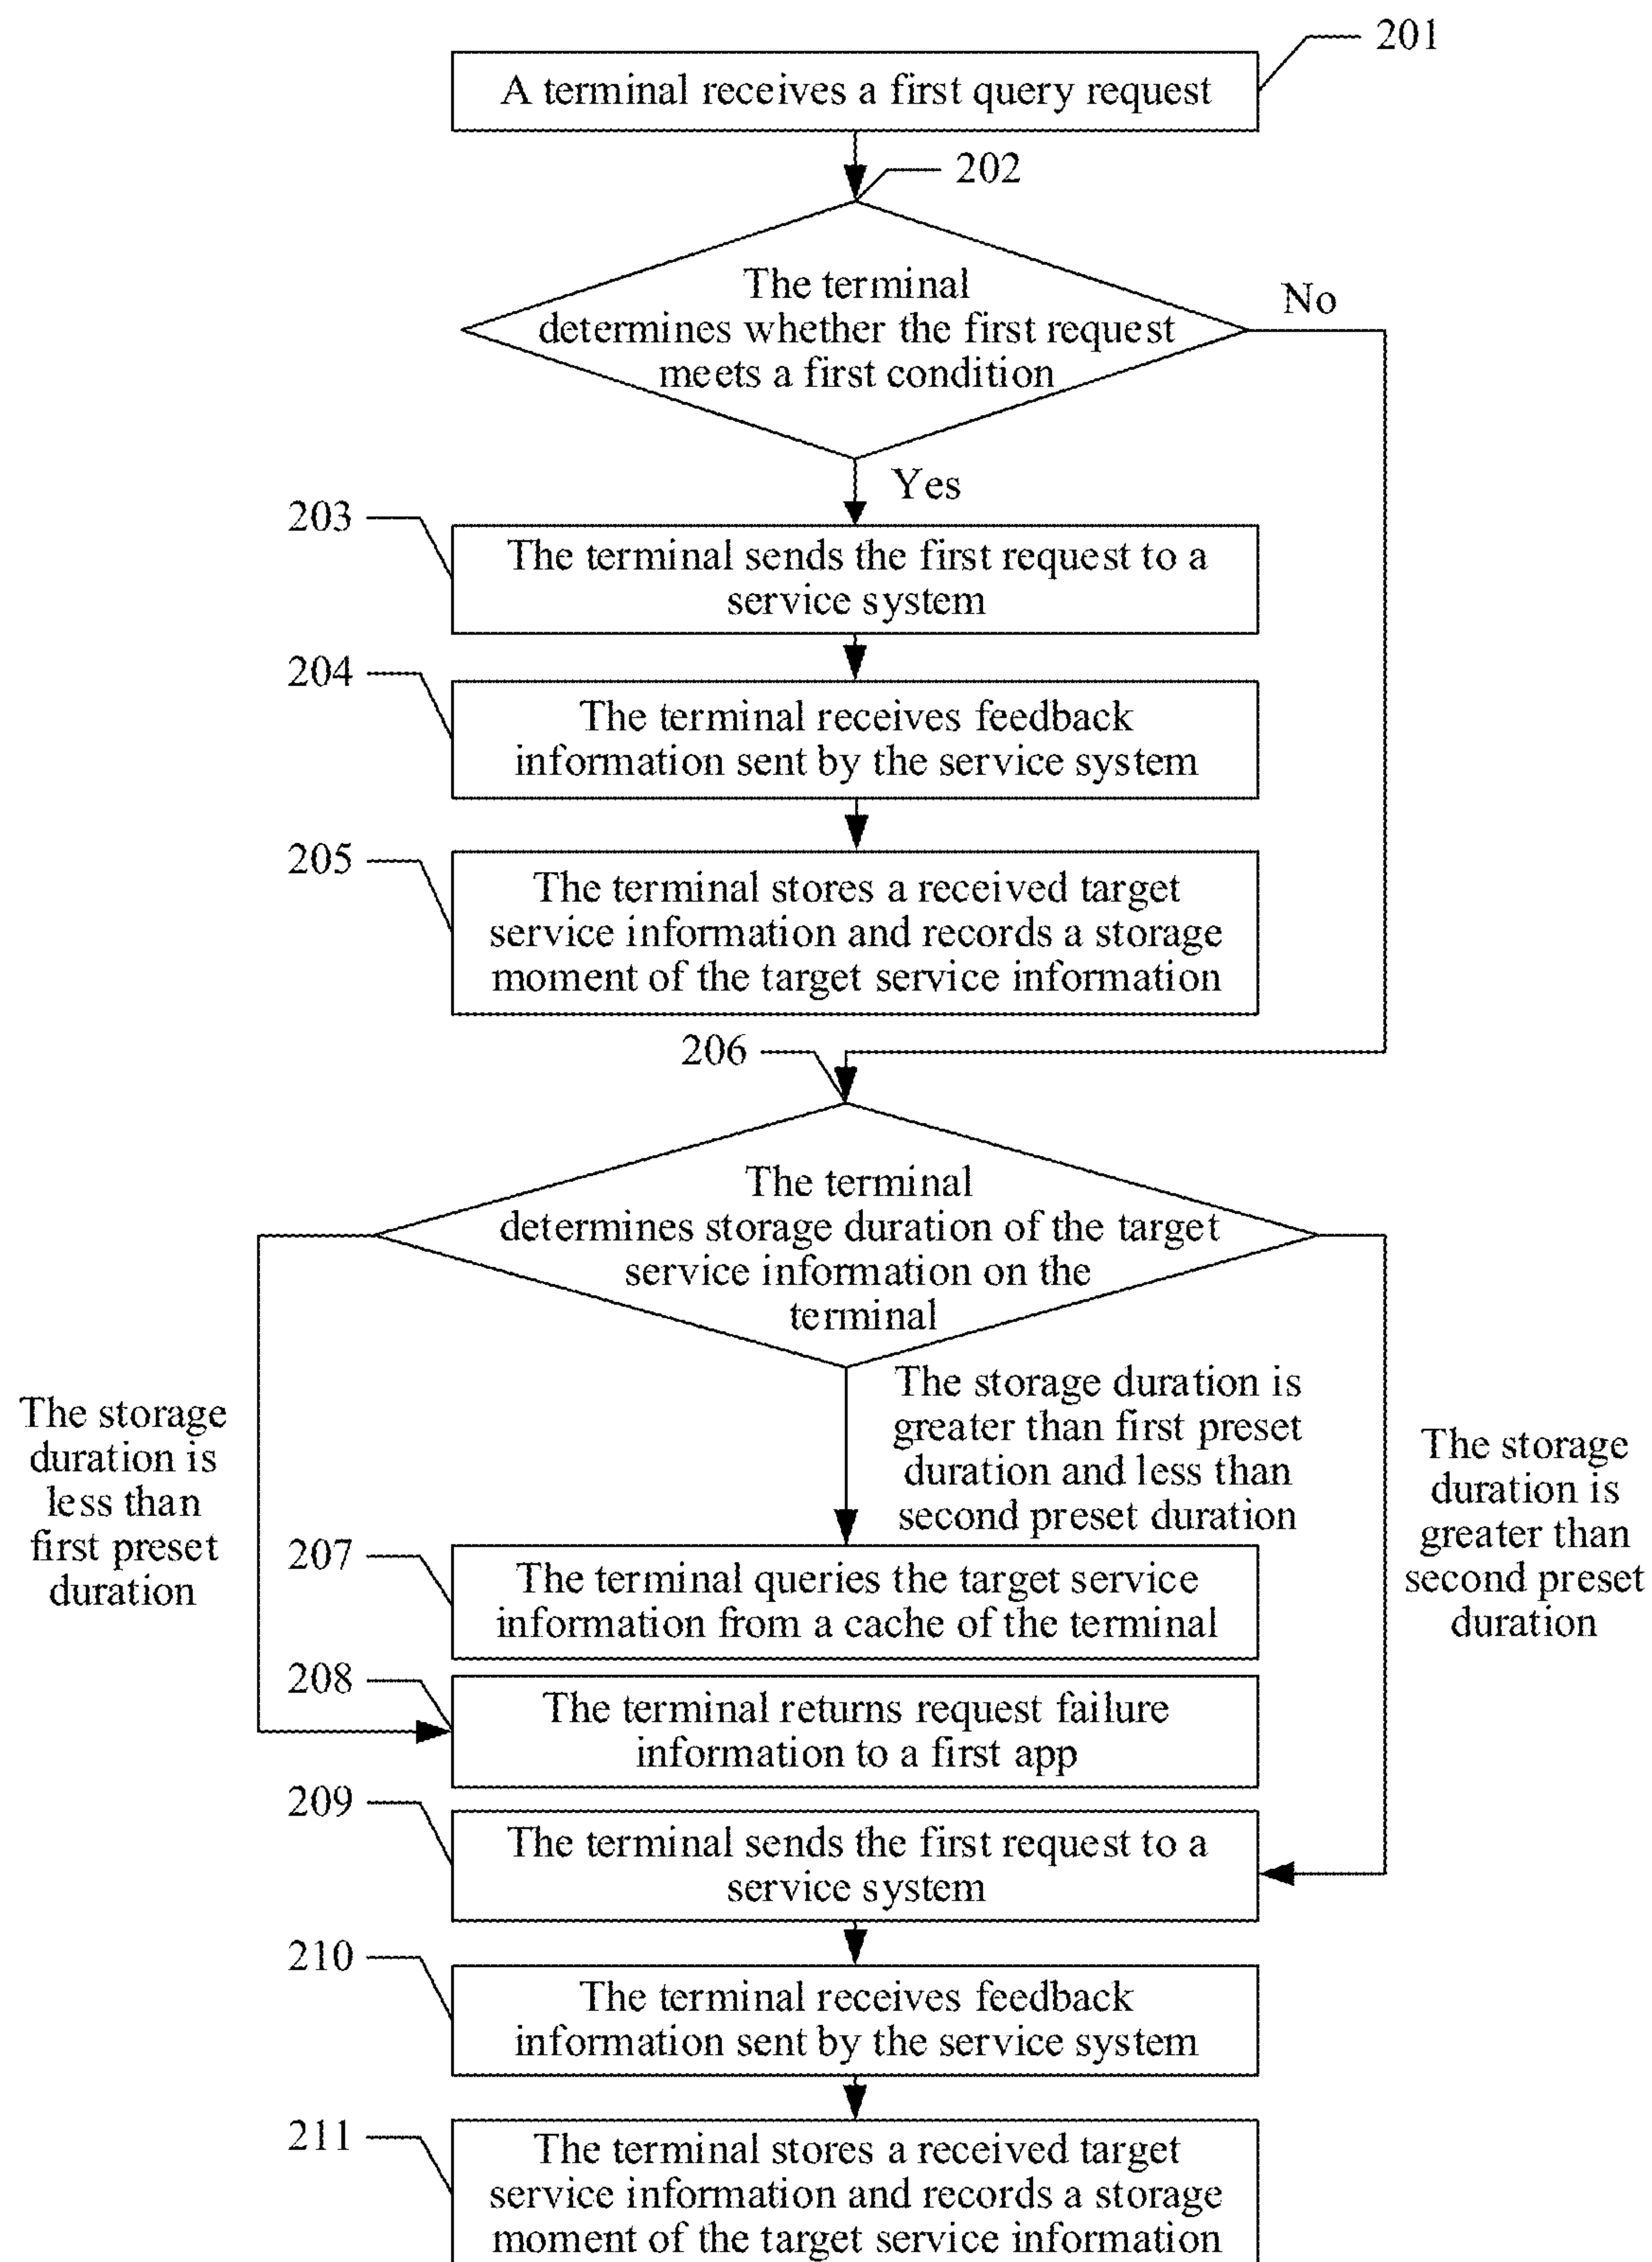 201
A terminal receives a first query request
202
The terminal
determines whether the first request
meets a first condition
No
Yes
203
The terminal sends the first request to a
service system
204
The terminal receives feedback
information sent by the service system
205
The terminal stores a received target
service information and records a storage
moment of the target service information
206
The terminal
determines storage duration of the target
service information on the
terminal
The storage
duration is
less than
first preset
duration
The storage duration is
greater than first preset
duration and less than
second preset duration
The storage
duration is
greater than
second preset
duration
207
The terminal queries the target service
information from a cache of the terminal
208
The terminal returns request failure
information to a first app
209
The terminal sends the first request to a
service system
210
The terminal receives feedback
information sent by the service system
211
The terminal stores a received target
service information and records a storage
moment of the target service information